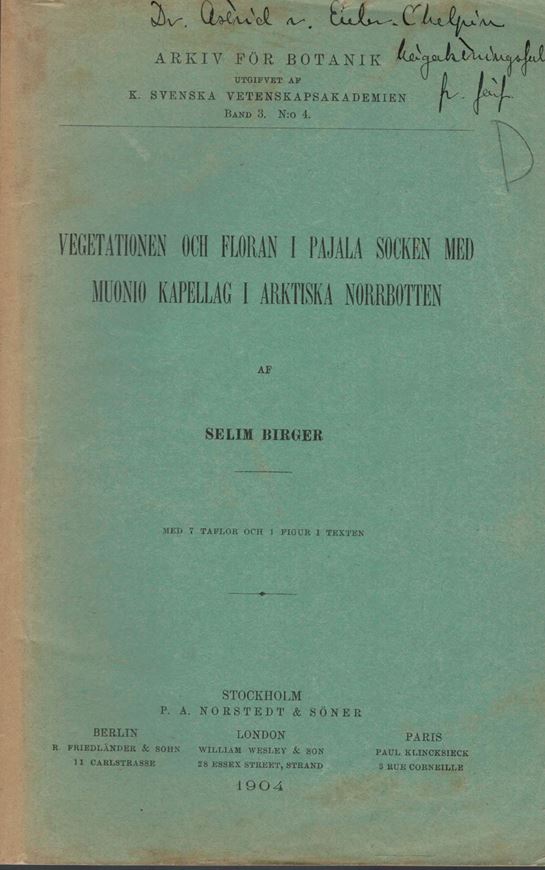 Dr. Astrid v. Euler-Chelpin
högaktningsfull
fr. förf.
D
ARKIV FÖR BOTANIK
UTGIFVET AF
K. SVENSKA VETENSKAPSAKADEMIEN
BAND 3. N:o 4.
VEGETATIONEN OCH FLORAN I PAJALA SOCKEN MED
MUONIO KAPELLAG I ARKTISKA NORRBOTTEN
AF
SELIM BIRGER
MED 7 TAFLOR OCH 1 FIGUR I TEXTEN
STOCKHOLM
P. A. NORSTEDT & SÖNER
BERLIN
R. FRIEDLÄNDER & SOHN
11 CARLSTRASSE
LONDON
WILLIAM WESLEY & SON
28 ESSEX STREET, STRAND
PARIS
PAUL KLINCKSIECK
3 RUE CORNEILLE
1904